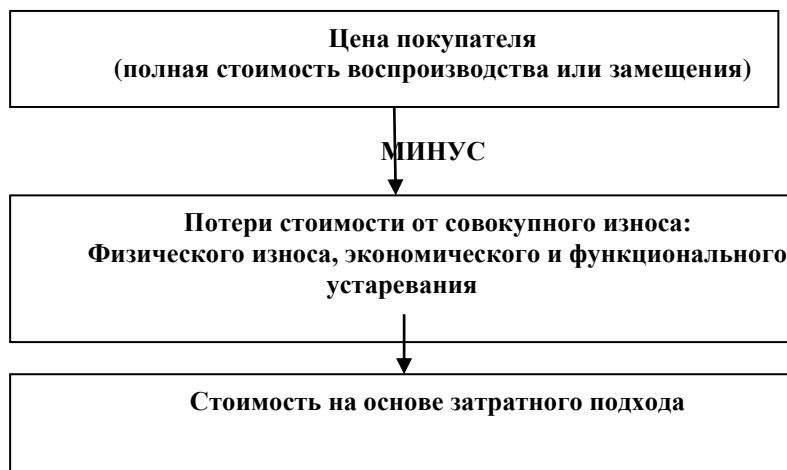 Цена покупателя
(полная стоимость воспроизводства или замещения)
МИНУС
Потери стоимости от совокупного износа:
Физического износа, экономического и функционального
устаревания
Стоимость на основе затратного подхода